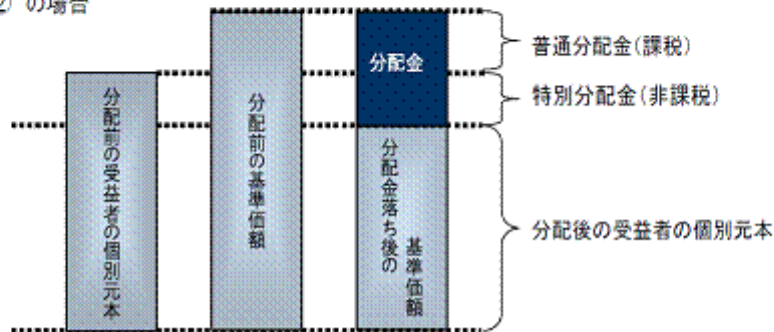 ②）の場合
分配前の受益者の個別元本
分配前の基準価額
分配金
分配金落ち後の
基準価額
普通分配金（課税）
特別分配金（非課税）
分配後の受益者の個別元本